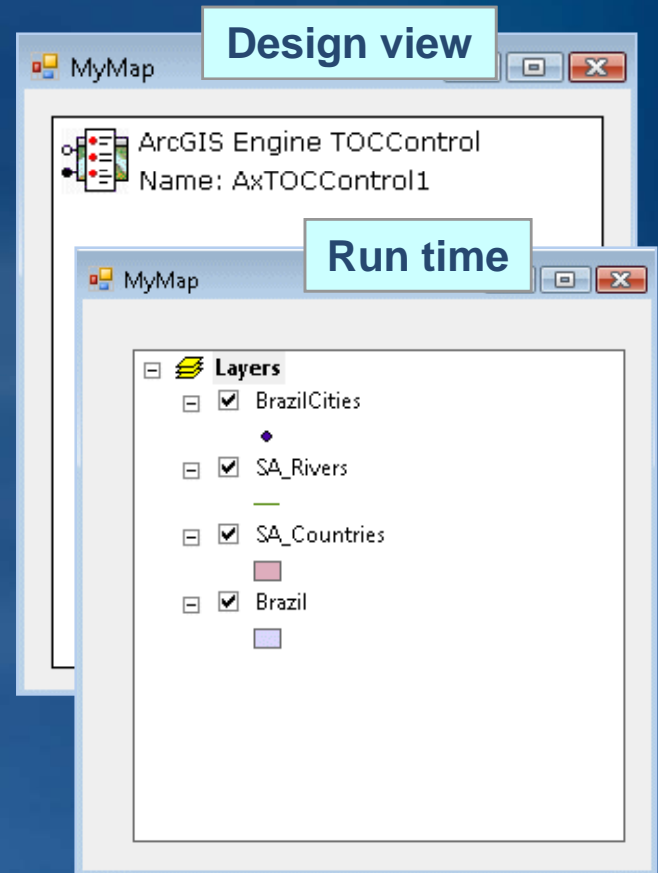 Design view
MyMap
ArcGIS Engine TOCControl
Name: AxTOCControl1
Run time
MyMap
Layers
BrazilCities
SA_Rivers
SA_Countries
Brazil